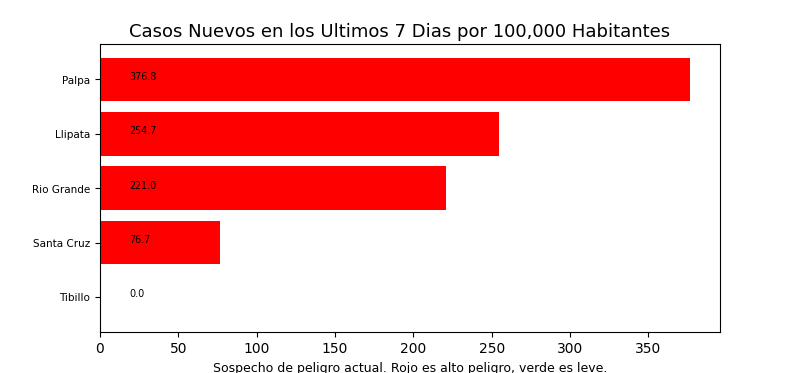 Casos Nuevos en los Ultimos 7 Dias por 100,000 Habitantes
Palpa 376.8
Llipata 254.7
Rio Grande 221.0
Santa Cruz 76.7
Tibillo 0.0
0 50 100 150 200 250 300 350
Sospecho de peligro actual. Rojo es alto peligro, verde es leve.